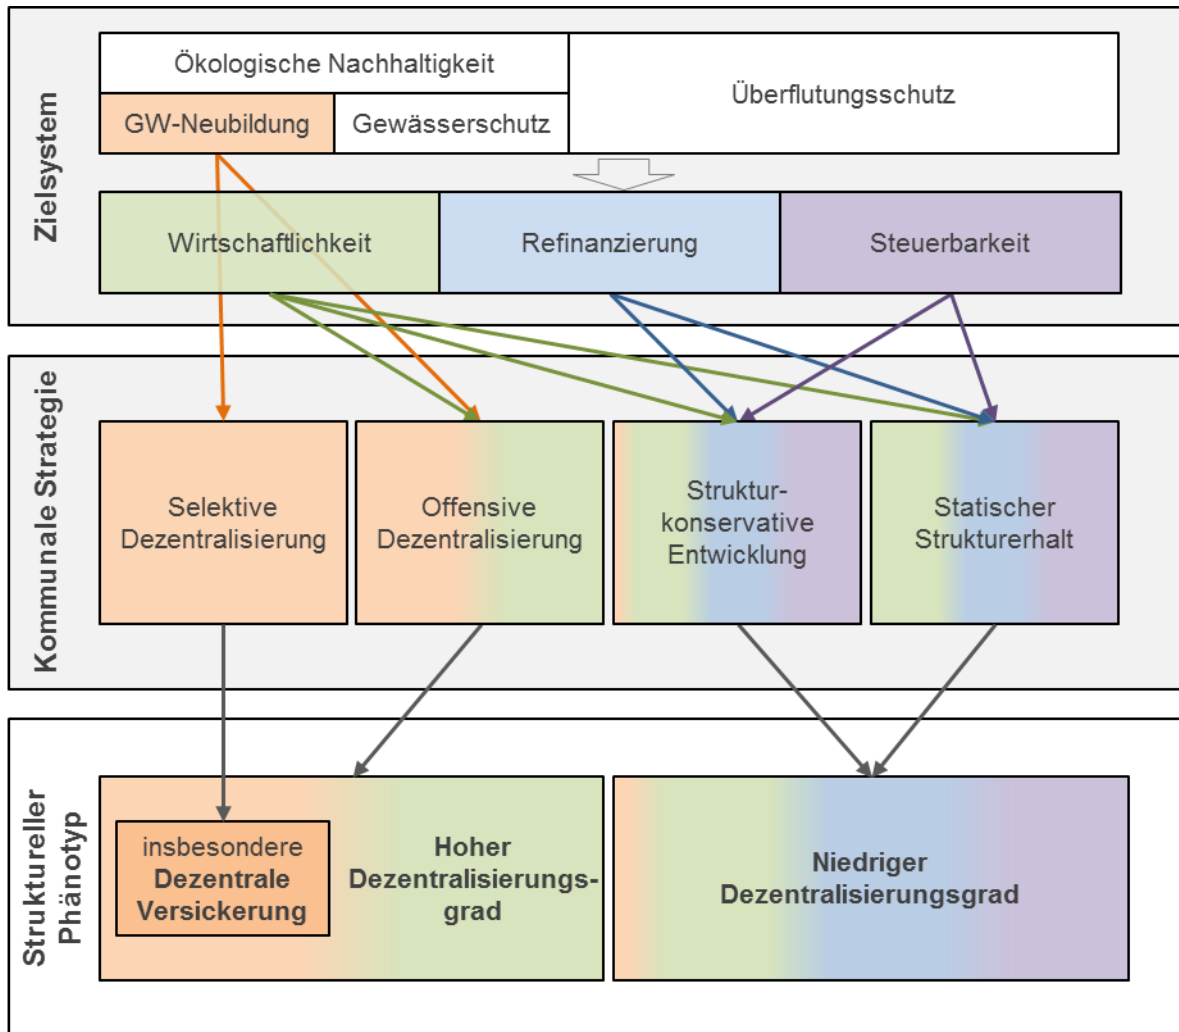 Zielsystem
Ökologische Nachhaltigkeit
GW-Neubildung
Gewässerschutz
Überflutungsschutz
Wirtschaftlichkeit
Refinanzierung
Steuerbarkeit
Kommunale Strategie
Selektive
Dezentralisierung
Offensive
Dezentralisierung
Struktur-
konservative
Entwicklung
Statischer
Strukturerhalt
Struktureller
Phänotyp
insbesondere
Dezentrale
Versickerung
Hoher
Dezentralisierungs-
grad
Niedriger
Dezentralisierungsgrad